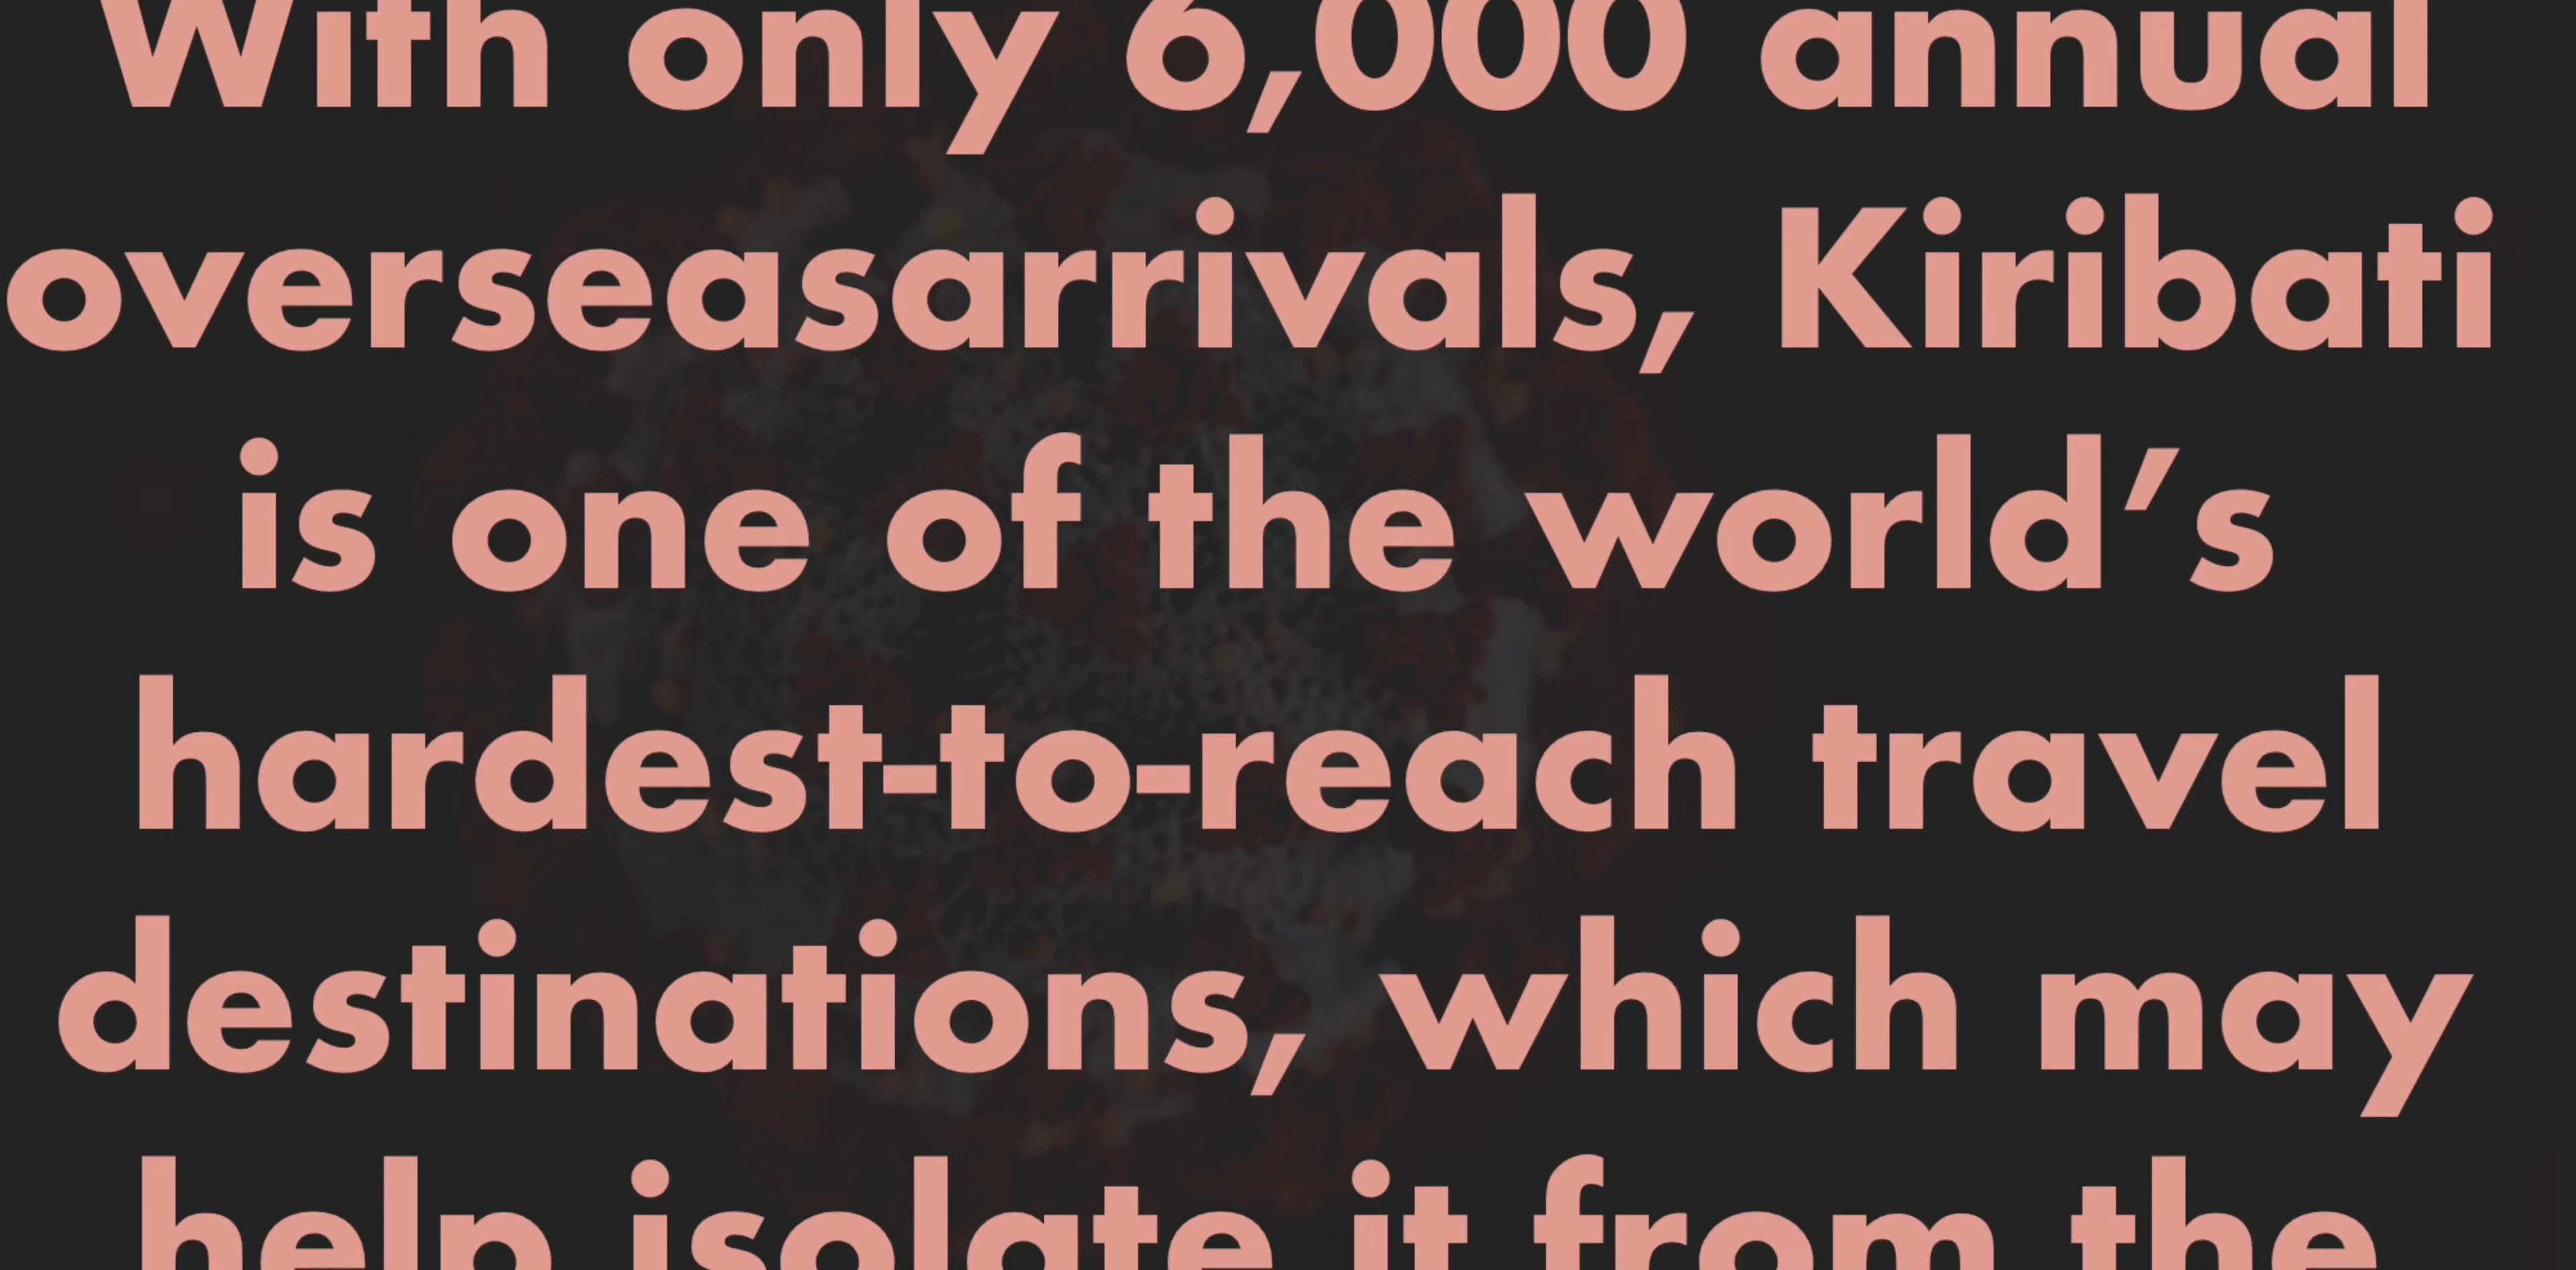 With only 6,000 annual
overseasarrivals, Kiribati
is one of the world’s
hardest-to-reach travel
destinations, which may
help isolate it from the